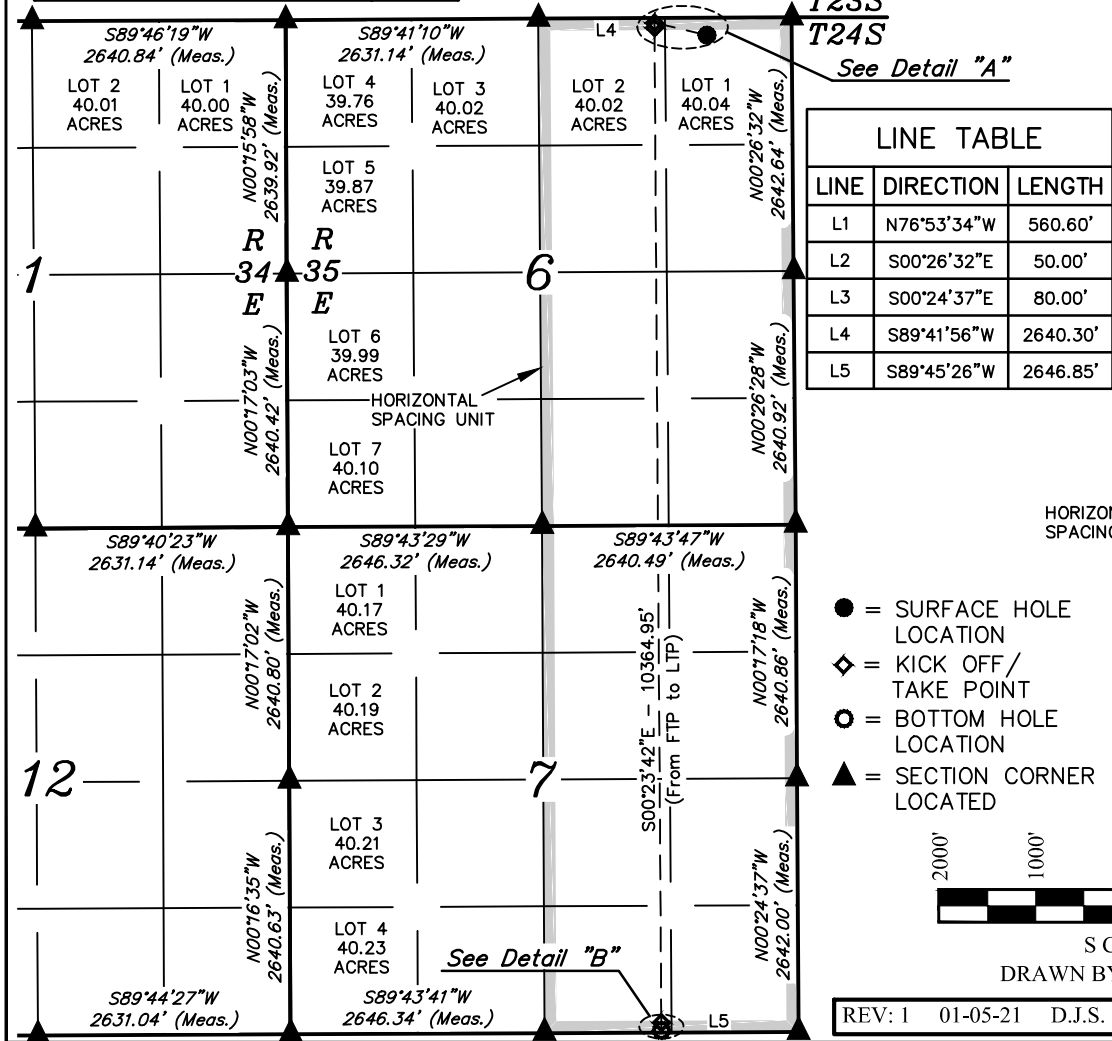 T23S
T24S
See Detail "A"
S89°46'19"W
2640.84' (Meas.)
S89°41'10"W
2631.14' (Meas.)
L4
LOT 2
40.01
ACRES
LOT 1
40.00
ACRES
N00°15'58"W
2639.92' (Meas.)
LOT 4
39.76
ACRES
LOT 3
40.02
ACRES
LOT 2
40.02
ACRES
LOT 1
40.04
ACRES
N00°26'32"W
2642.64' (Meas.)
LOT 5
39.87
ACRES
R
34
E
R
35
E
1
6
LOT 6
39.99
ACRES
HORIZONTAL
SPACING UNIT
N00°17'03"W
2640.42' (Meas.)
N00°26'28"W
2640.92' (Meas.)
LOT 7
40.10
ACRES
LINE TABLE
LINE DIRECTION LENGTH
L1 N76°53'34"W 560.60'
L2 S00°26'32"E 50.00'
L3 S00°24'37"E 80.00'
L4 S89°41'56"W 2640.30'
L5 S89°45'26"W 2646.85'
S89°40'23"W
2631.14' (Meas.)
S89°43'29"W
2646.32' (Meas.)
S89°43'47"W
2640.49' (Meas.)
LOT 1
40.17
ACRES
N00°17'02"W
2640.80' (Meas.)
LOT 2
40.19
ACRES
S00°23'42"E - 10364.95'
(From FTP to LTP)
N00°17'18"W
2640.86' (Meas.)
12
7
LOT 3
40.21
ACRES
N00°16'35"W
2640.63' (Meas.)
N00°24'37"W
2642.00' (Meas.)
LOT 4
40.23
ACRES
See Detail "B"
S89°44'27"W
2631.04' (Meas.)
S89°43'41"W
2646.34' (Meas.)
L5
HORIZON
SPACING
= SURFACE HOLE
LOCATION
= KICK OFF/
TAKE POINT
= BOTTOM HOLE
LOCATION
= SECTION CORNER
LOCATED
2000'
1000'
S C
DRAWN BY
REV: 1 01-05-21 D.J.S.